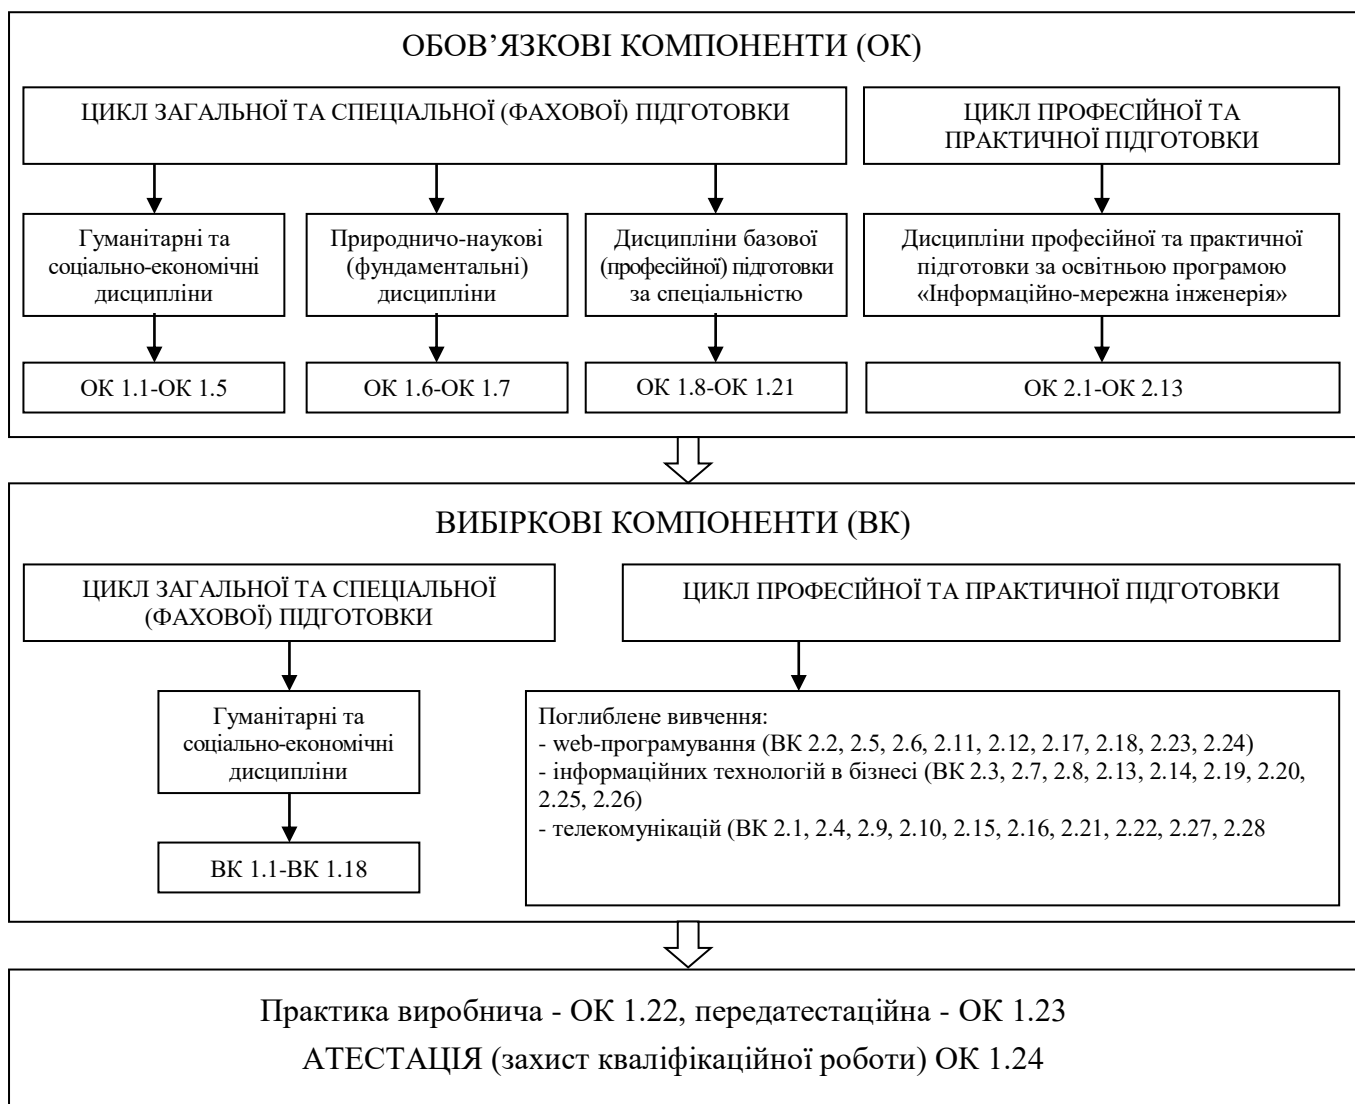 ОБОВ’ЯЗКОВІ КОМПОНЕНТИ (ОК)
ЦИКЛ ЗАГАЛЬНОЇ ТА СПЕЦІАЛЬНОЇ (ФАХОВОЇ) ПІДГОТОВКИ
ЦИКЛ ПРОФЕСІЙНОЇ ТА
ПРАКТИЧНОЇ ПІДГОТОВКИ
Гуманітарні та
соціально-економічні
дисципліни
Природничо-наукові
(фундаментальні)
дисципліни
Дисципліни базової
(професійної) підготовки
за спеціальністю
Дисципліни професійної та практичної
підготовки за освітньою програмою
«Інформаційно-мережна інженерія»
ОК 1.1-ОК 1.5
ОК 1.6-ОК 1.7
ОК 1.8-ОК 1.21
ОК 2.1-ОК 2.13
ВИБІРКОВІ КОМПОНЕНТИ (ВК)
ЦИКЛ ЗАГАЛЬНОЇ ТА СПЕЦІАЛЬНОЇ
(ФАХОВОЇ) ПІДГОТОВКИ
ЦИКЛ ПРОФЕСІЙНОЇ ТА ПРАКТИЧНОЇ ПІДГОТОВКИ
Гуманітарні та
соціально-економічні
дисципліни
ВК 1.1-ВК 1.18
Поглиблене вивчення:
- web-програмування (ВК 2.2, 2.5, 2.6, 2.11, 2.12, 2.17, 2.18, 2.23, 2.24)
- інформаційних технологій в бізнесі (ВК 2.3, 2.7, 2.8, 2.13, 2.14, 2.19, 2.20,
2.25, 2.26)
- телекомунікацій (ВК 2.1, 2.4, 2.9, 2.10, 2.15, 2.16, 2.21, 2.22, 2.27, 2.28
Практика виробнича - ОК 1.22, передатестаційна - ОК 1.23
АТЕСТАЦІЯ (захист кваліфікаційної роботи) ОК 1.24